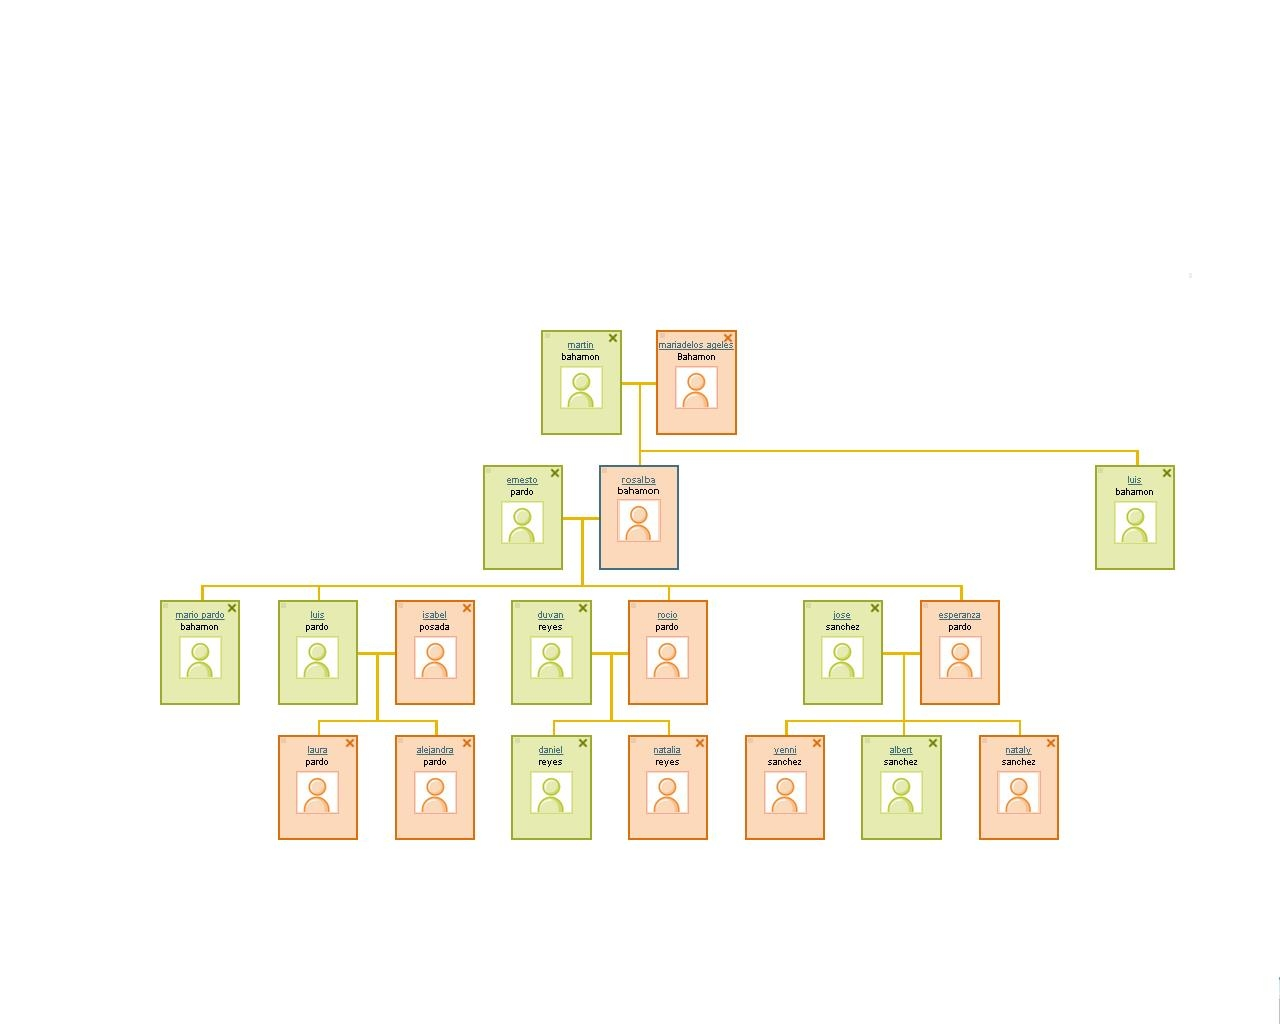 martin
bahamon
mariadelos ageles
Bahamon
ernesto
pardo
rosalba
bahamon
luis
bahamon
mario pardo
bahamon
luis
pardo
isabel
posada
duvan
reyes
rocio
pardo
jose
sanchez
esperanza
pardo
laura
pardo
alejandra
pardo
daniel
reyes
natalia
reyes
yenni
sanchez
albert
sanchez
nataly
sanchez